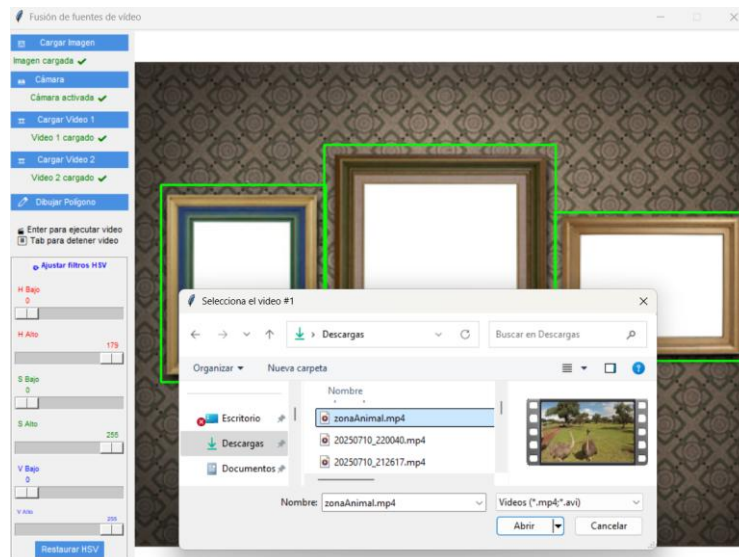 Fusión de fuentes de video
Cargar Imagen
Imagen cargada ✔
Cámara
Cámara activada ✔
Cargar Video 1
Video 1 cargado ✔
Cargar Video 2
Video 2 cargado ✔
Dibujar Polígono
Enter para ejecutar video
Tab para detener video
Ajustar filtros HSV
H Bajo
0
H Alto
179
S Bajo
0
S Alto
255
V Bajo
0
V Alto
255
Restaurar HSV
Selecciona el video #1
Descargas
Buscar en Descargas
Organizar
Nueva carpeta
Nombre
Escritorio
zonaAnimal.mp4
Descargas
20250710_220040.mp4
Documentos
20250710_212617.mp4
Nombre: zonaAnimal.mp4
Videos (*.mp4;*.avi)
Abrir
Cancelar